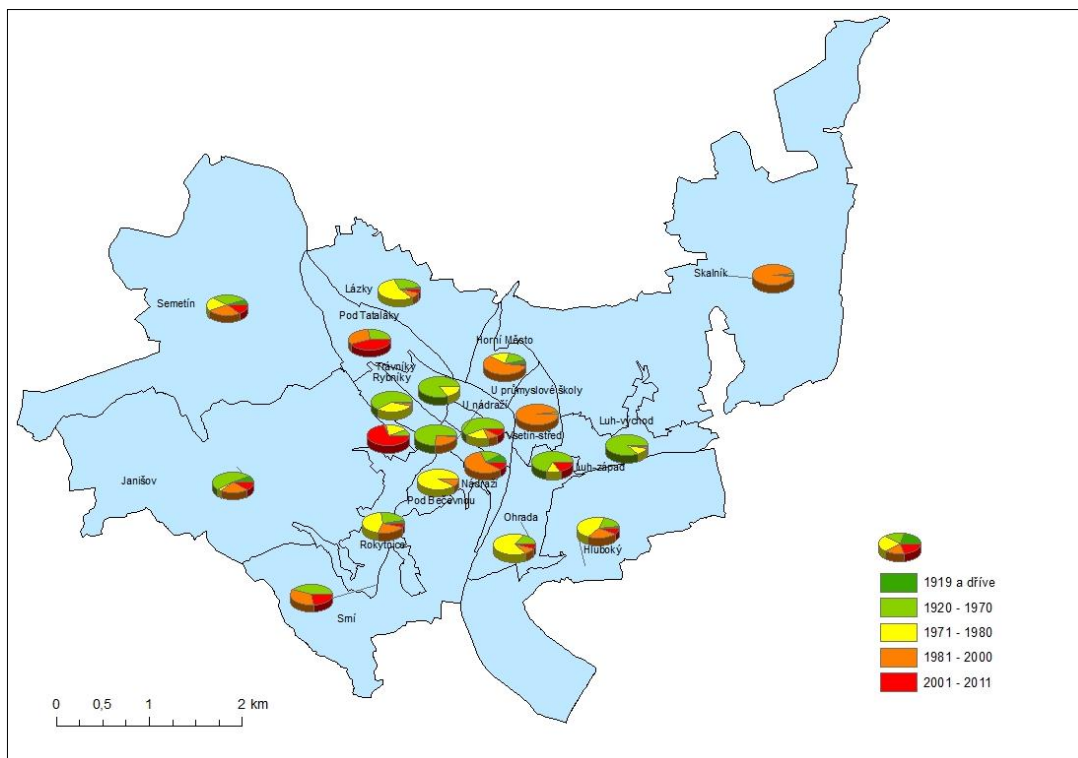 Skalník
Lázky
Semetín
Pod Tataláky
Horní Město
Trávníky
Rybníky
U průmyslové školy
U nádraží
Luh-východ
Vsetín-střed
Luh-západ
Janišov
Nádraží
Pod Bečevnou
Ohrada
Rokytnice
Hluboký
Smí
1919 a dříve
1920 - 1970
1971 - 1980
1981 - 2000
2001 - 2011
0 0,5 1 2 km